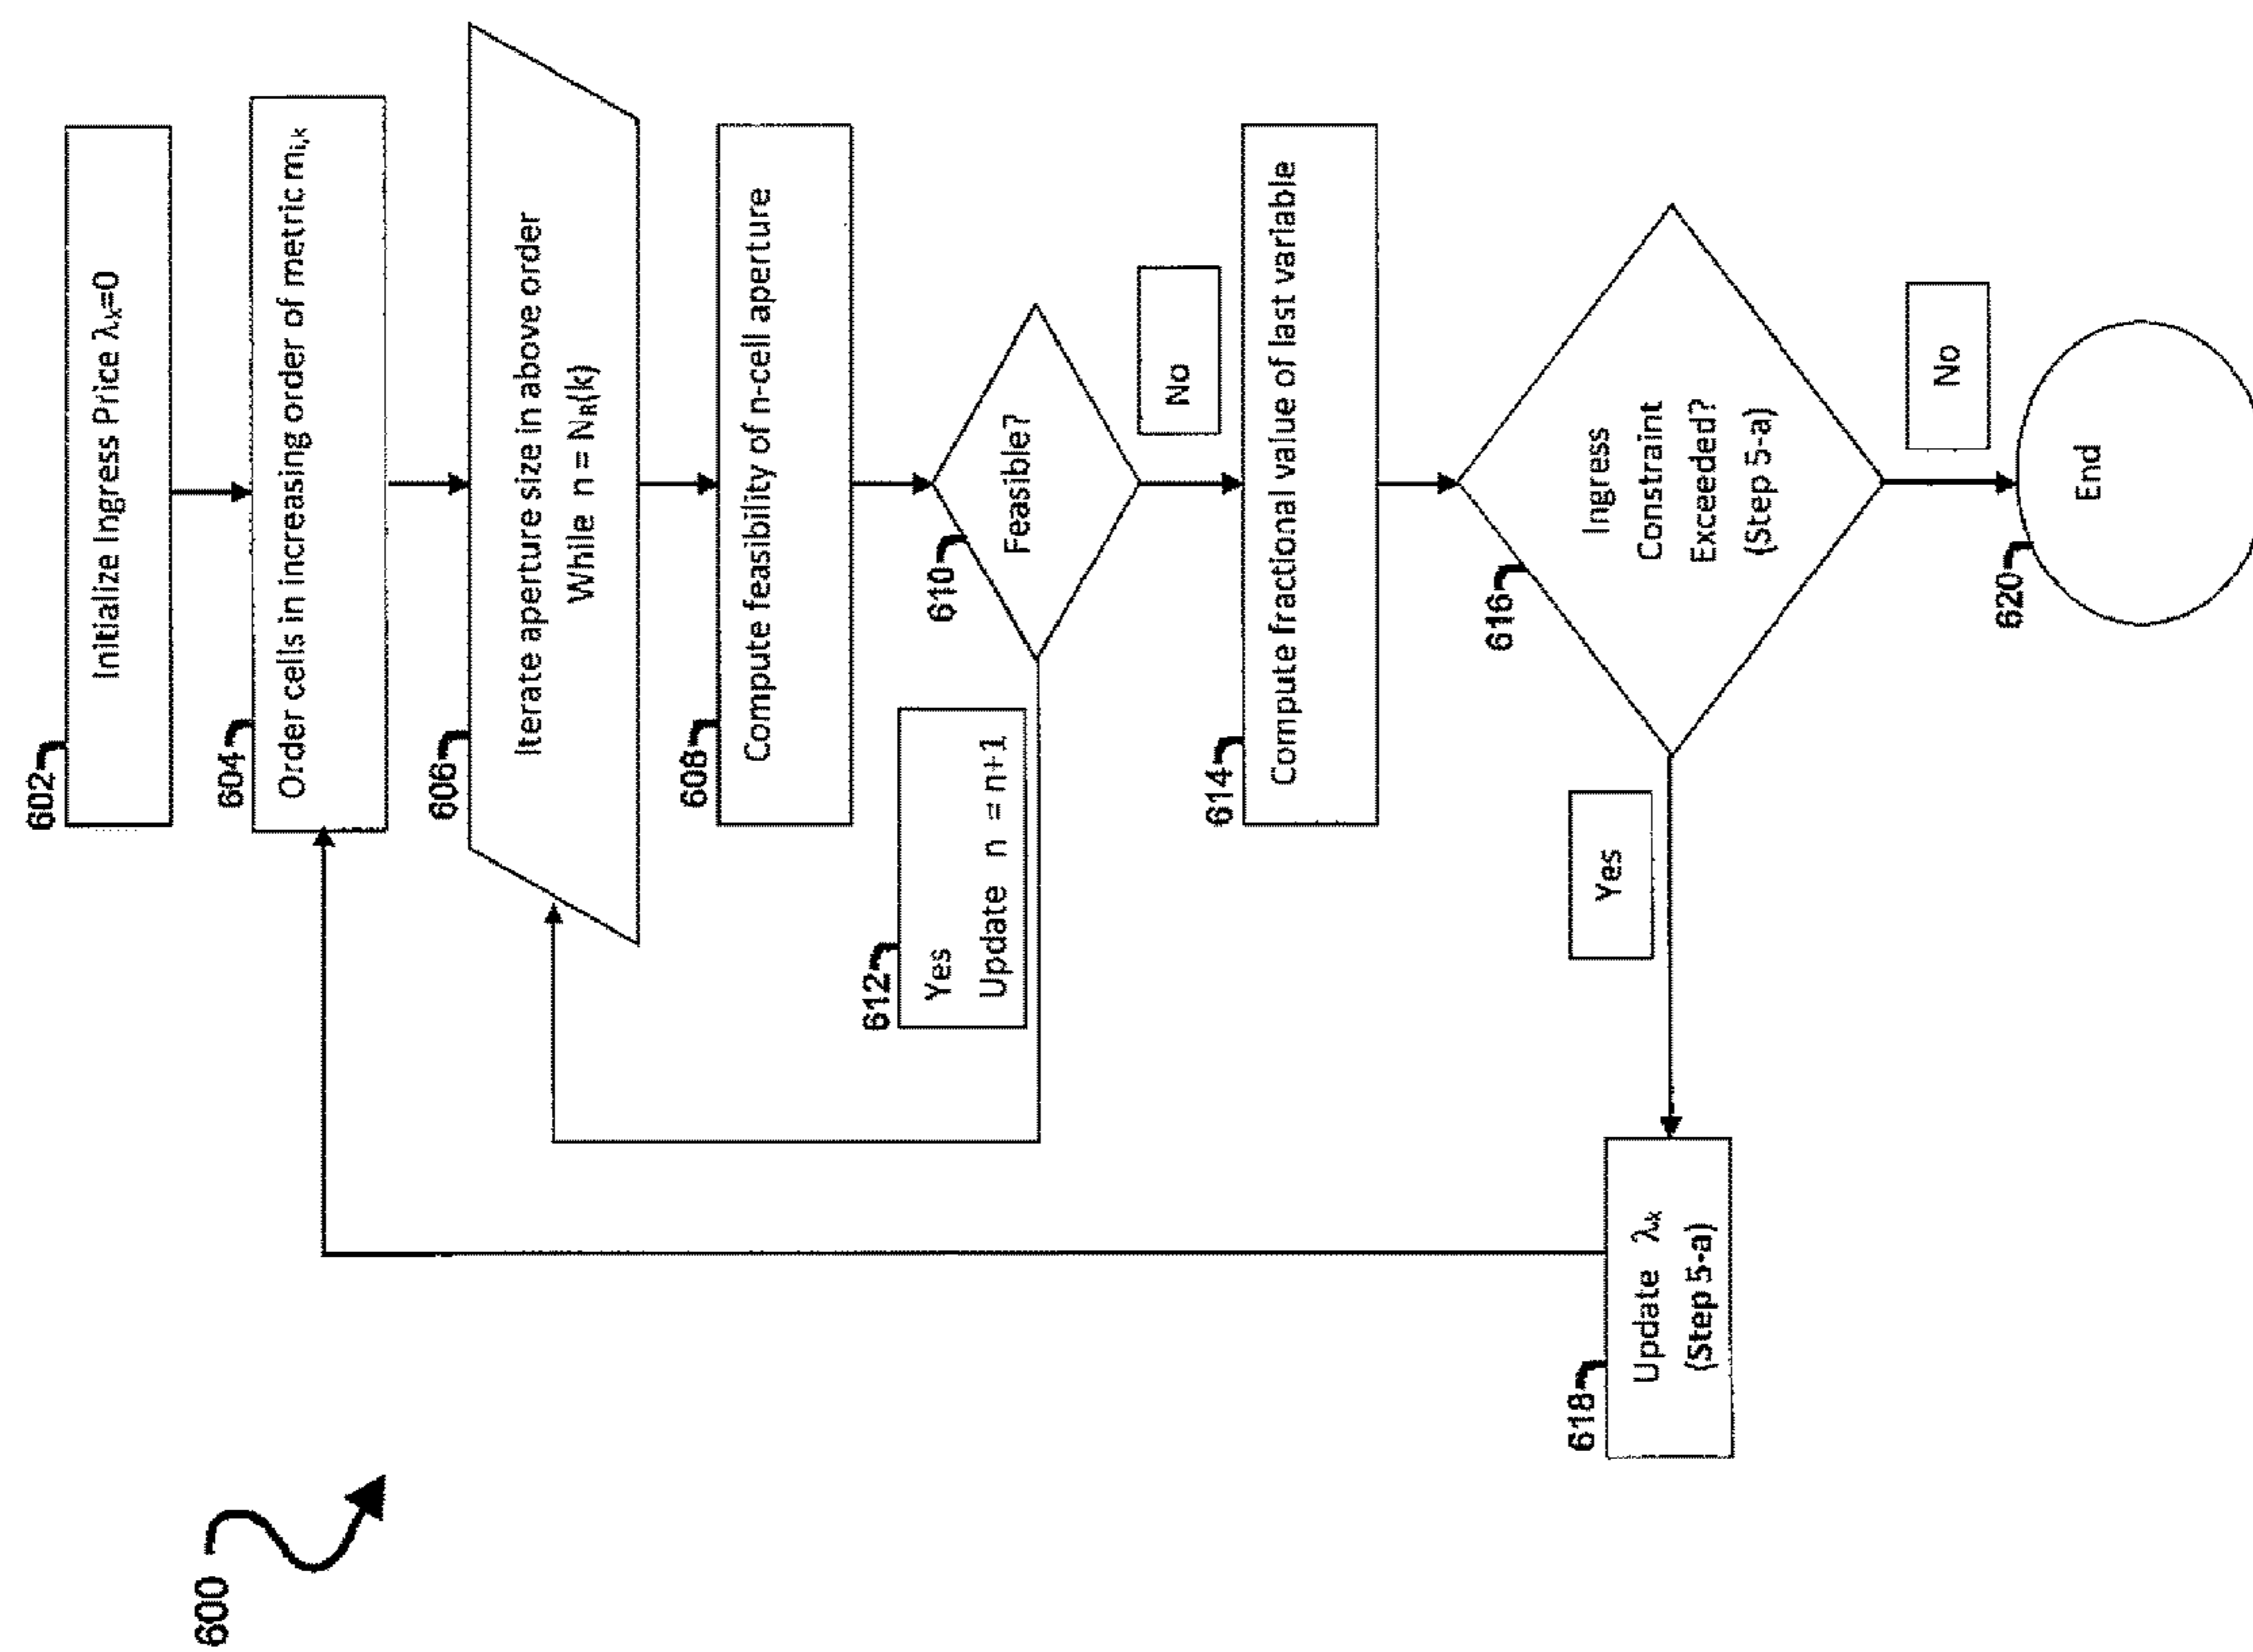 600
602
Initialize Ingress Price λk=0
604
Order cells in increasing order of metric mi,k
606
Iterate aperture size in above order
While n = NR(k)
608
Compute feasibility of n-cell aperture
610
Feasible?
612
Yes
Update n = n+1
No
614
Compute fractional value of last variable
616
Ingress
Constraint
Exceeded?
(Step 5-a)
Yes
618
Update λk
(Step 5-a)
No
620
End